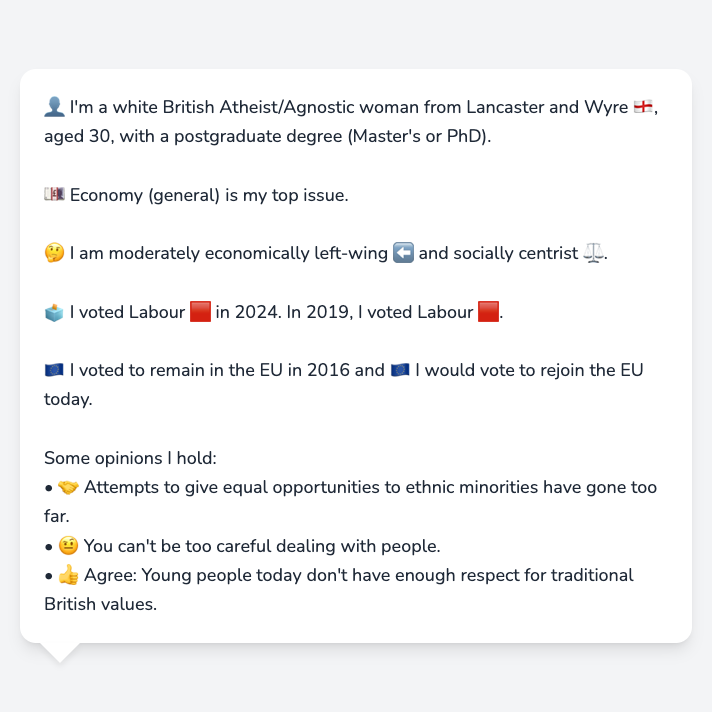 👤 I'm a white British Atheist/Agnostic woman from Lancaster and Wyre 🏴󠁧󠁢󠁥󠁮󠁧󠁿,
aged 30, with a postgraduate degree (Master's or PhD).
💷 Economy (general) is my top issue.
🤔 I am moderately economically left-wing ⬅️ and socially centrist ⚖️.
🗳️ I voted Labour 🟥 in 2024. In 2019, I voted Labour 🟥.
🇪🇺 I voted to remain in the EU in 2016 and 🇪🇺 I would vote to rejoin the EU
today.
Some opinions I hold:
• 🤝 Attempts to give equal opportunities to ethnic minorities have gone too
far.
• 🤨 You can't be too careful dealing with people.
• 👍 Agree: Young people today don't have enough respect for traditional
British values.